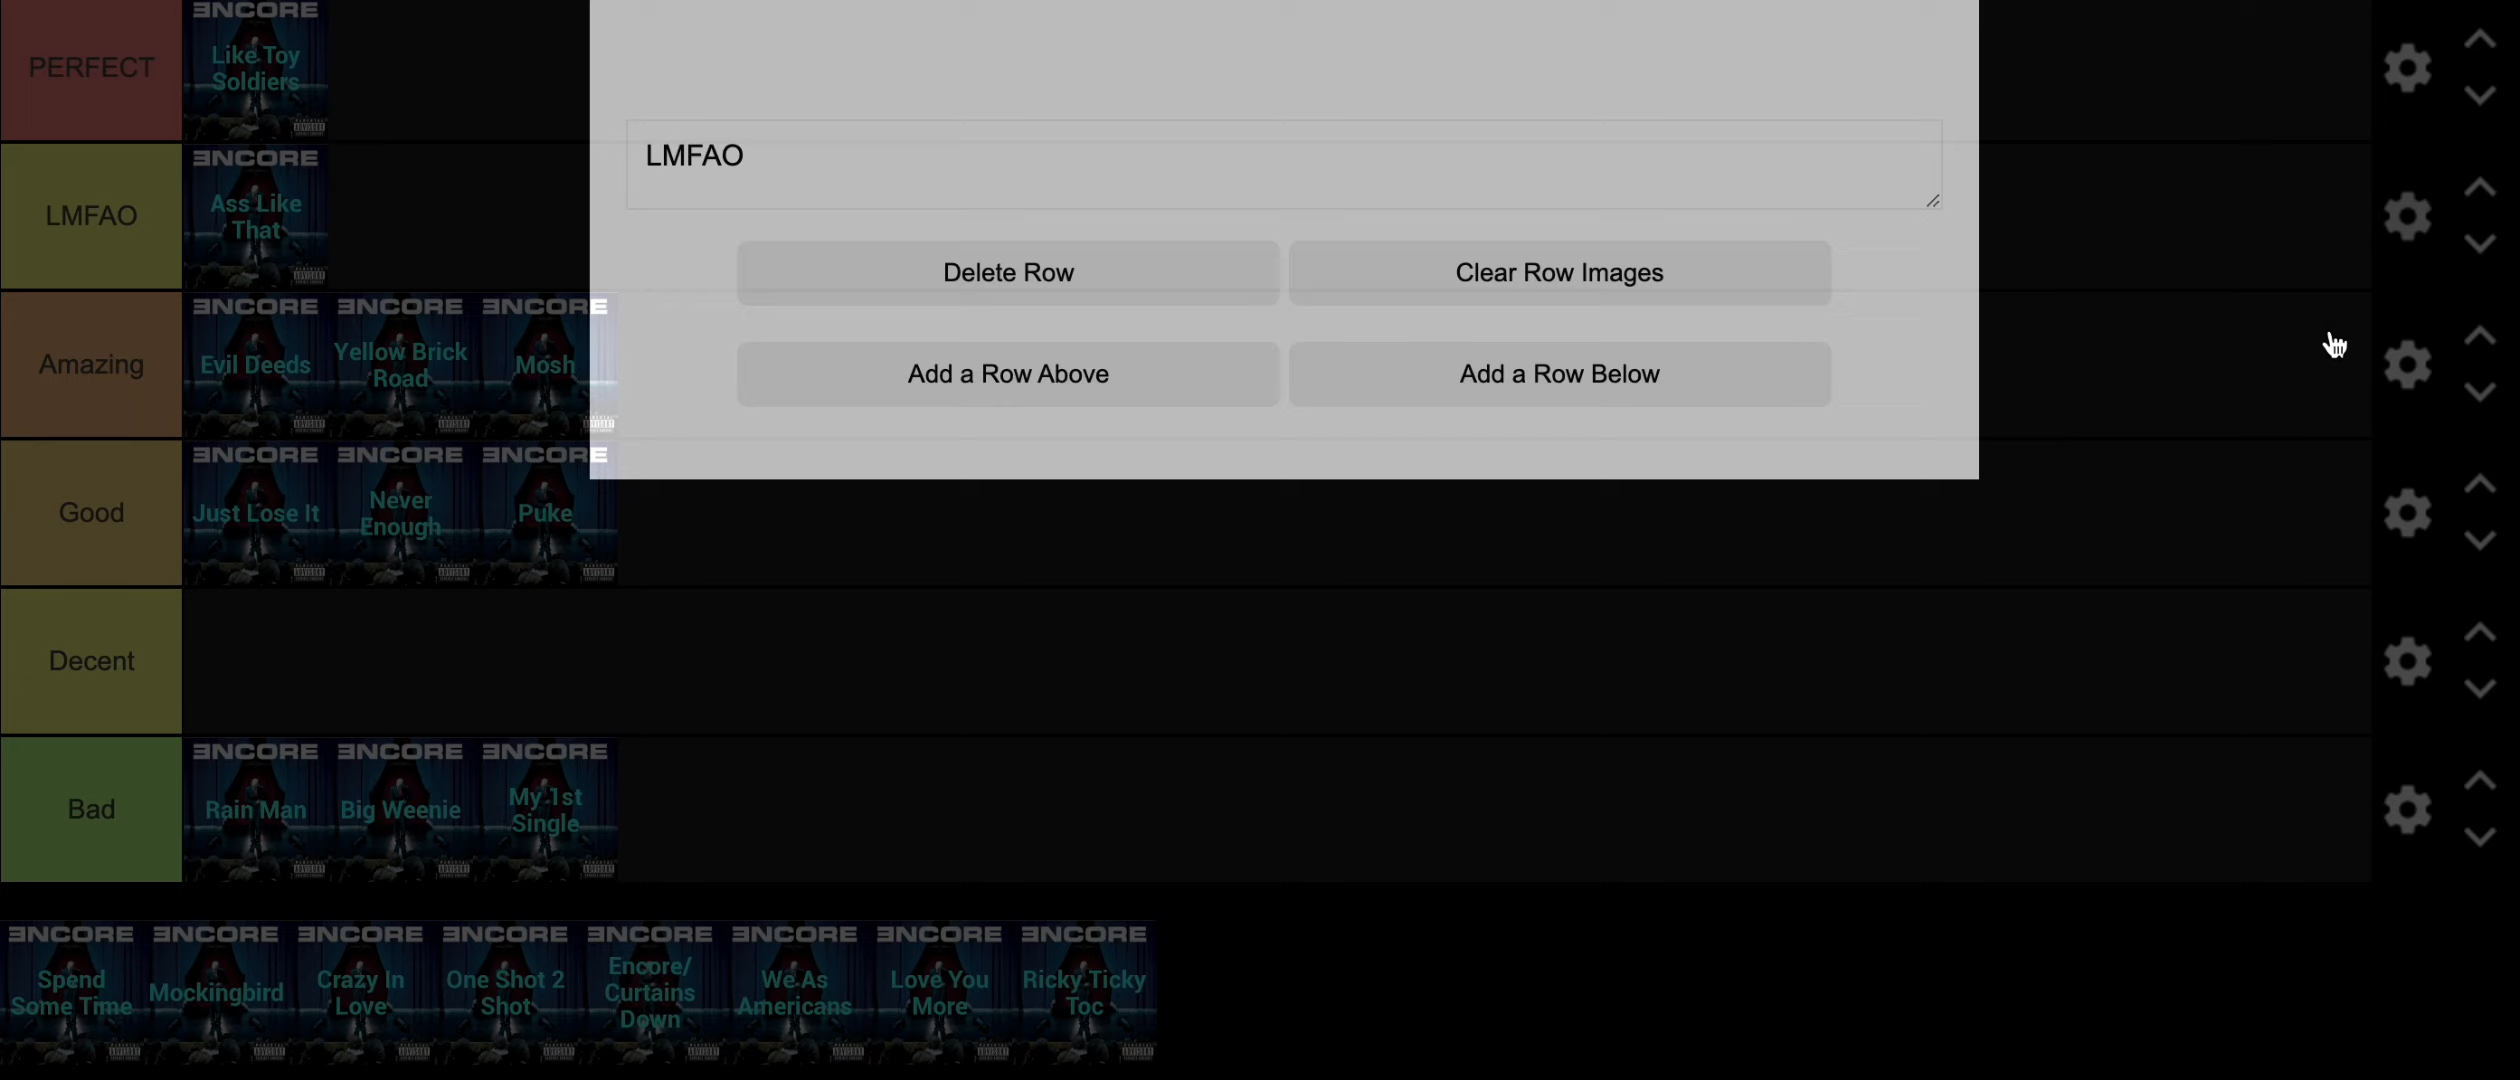 PERFECT
ENCORE
Like Toy
Soldiers
LMFAO
ENCORE
Ass Like
That
LMFAO
Delete Row
Clear Row Images
Add a Row Above
Add a Row Below
Amazing
ENCORE
Evil Deeds
ENCORE
Yellow Brick
Road
ENCORE
Mosh
Good
ENCORE
Just Lose It
ENCORE
Never
Enough
ENCORE
Puke
Decent
Bad
ENCORE
Rain Man
ENCORE
Big Weenie
ENCORE
My 1st
Single
ENCORE
Spend
Some Time
ENCORE
Mockingbird
ENCORE
Crazy In
Love
ENCORE
One Shot 2
Shot
ENCORE
Encore/
Curtains
Down
ENCORE
We As
Americans
ENCORE
Love You
More
ENCORE
Ricky Ticky
Toc